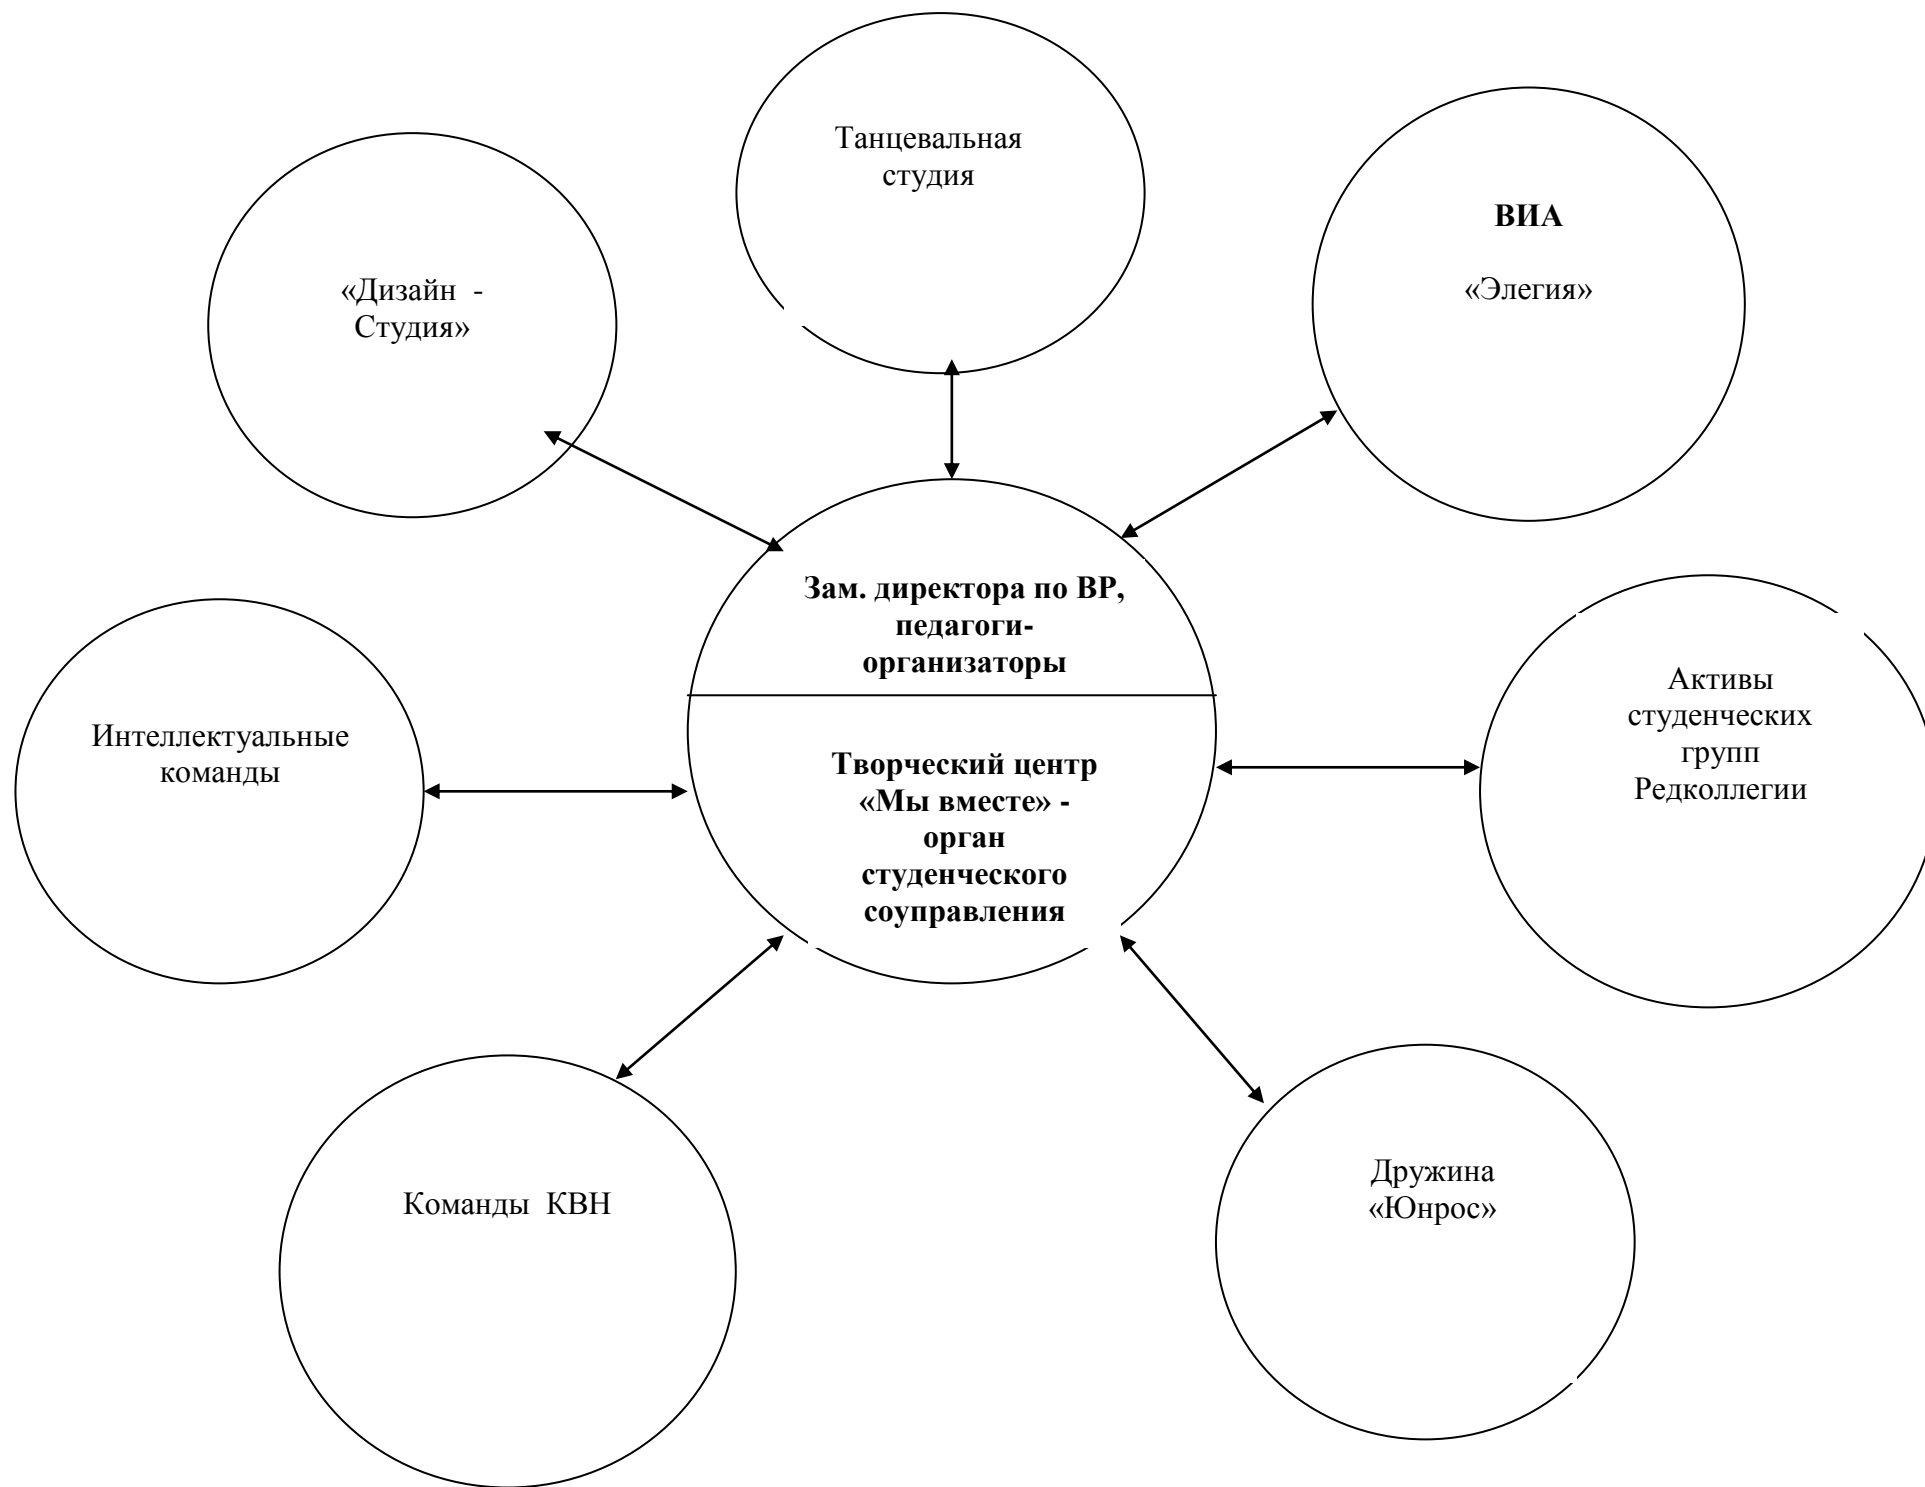 Танцевальная
студия
ВИА
«Элегия»
«Дизайн -
Студия»
Зам. директора по ВР,
педагоги-
организаторы
Активы
студенческих
групп
Редколлегии
Интеллектуальные
команды
Творческий центр
«Мы вместе» -
орган
студенческого
соуправления
Дружина
«Юнрос»
Команды КВН